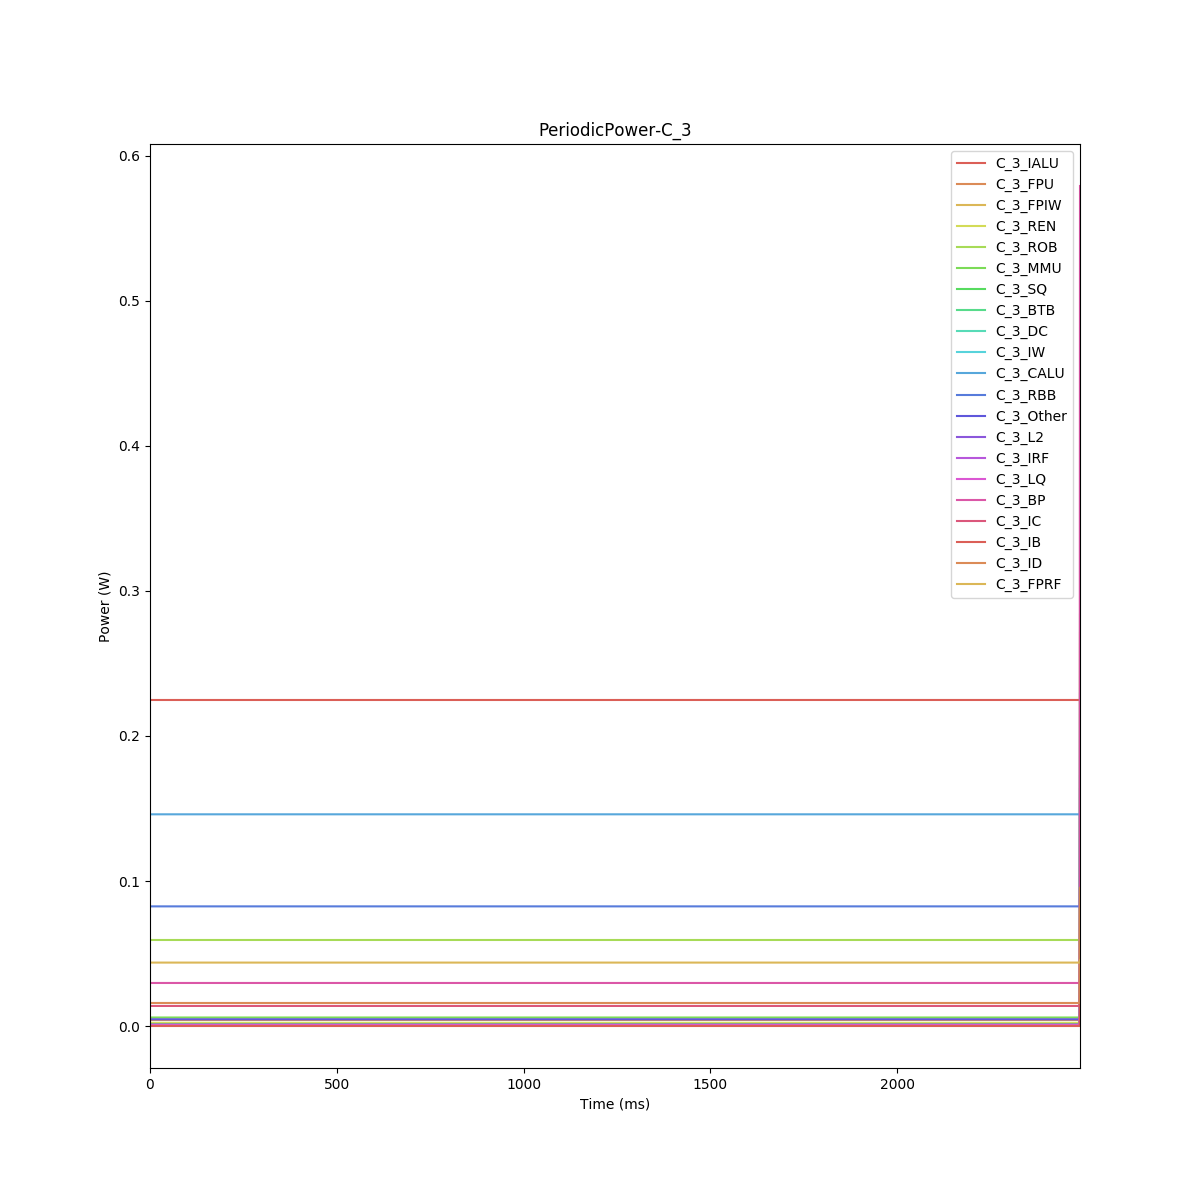 PeriodicPower-C_3
0.6
0.5
0.4
0.3
0.2
0.1
0.0
Power (W)
0
500
1000
1500
2000
Time (ms)
C_3_IALU
C_3_FPU
C_3_FPIW
C_3_REN
C_3_ROB
C_3_MMU
C_3_SQ
C_3_BTB
C_3_DC
C_3_IW
C_3_CALU
C_3_RBB
C_3_Other
C_3_L2
C_3_IRF
C_3_LQ
C_3_BP
C_3_IC
C_3_IB
C_3_ID
C_3_FPRF